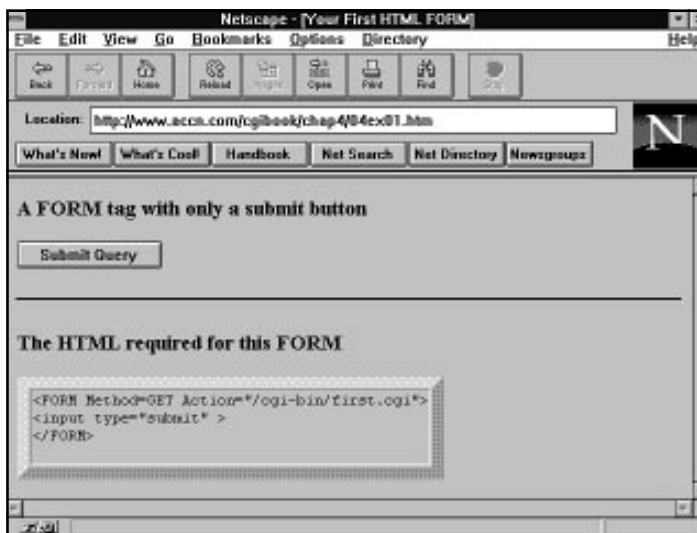 Netscape - [Your First HTML FORM]
File Edit View Go Bookmarks Options Directory Help
Back Forward Home Reload Images Open Print Find Stop
Location: http://www.accn.com/cgibook/chap4/04ex01.htm
N
What's New! What's Cool! Handbook Net Search Net Directory Newsgroups
A FORM tag with only a submit button
Submit Query
The HTML required for this FORM
<FORM Method=GET Action="/cgi-bin/first.cgi">
<input type="submit" >
</FORM>